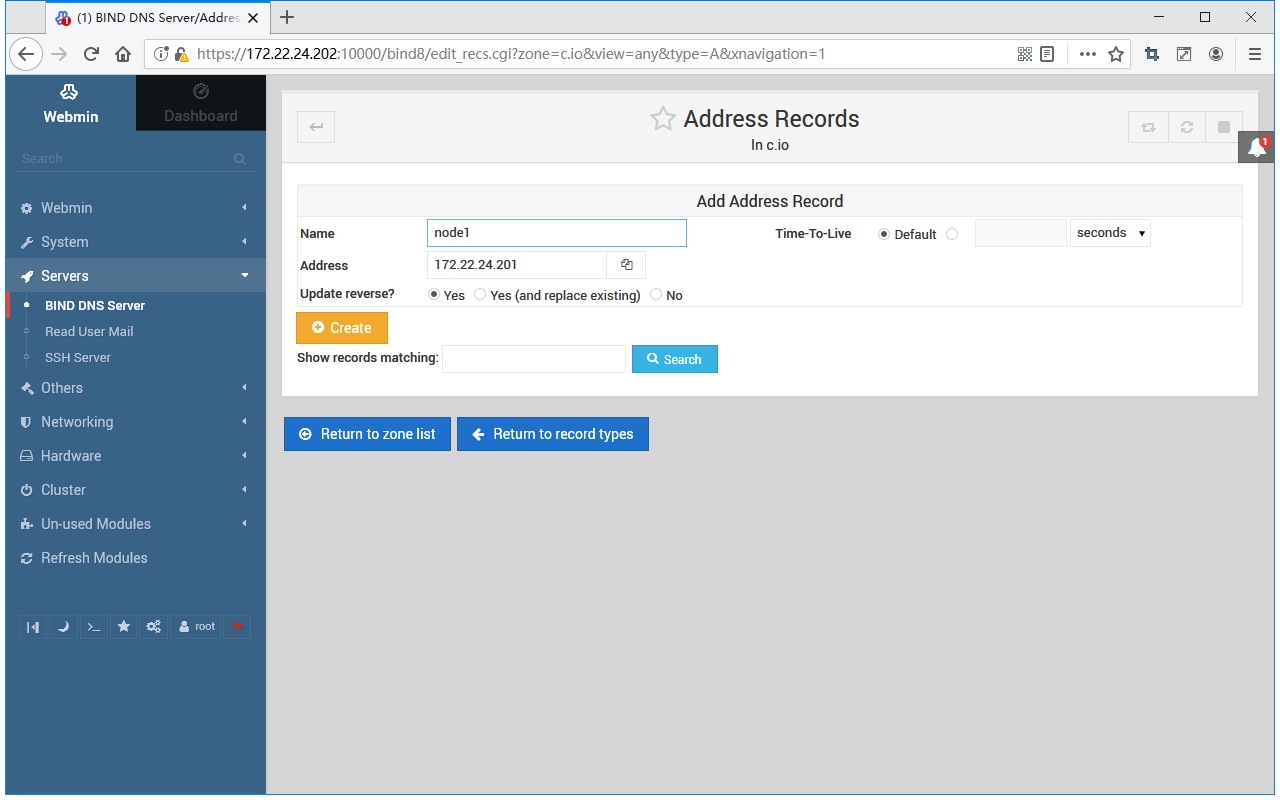 (1) BIND DNS Server/Addres
https://172.22.24.202:10000/bind8/edit_recs.cgi?zone=c.io&view=any&type=A&xnavigation=1
Webmin
Dashboard
Search
Webmin
System
Servers
BIND DNS Server
Read User Mail
SSH Server
Others
Networking
Hardware
Cluster
Un-used Modules
Refresh Modules
root
Address Records
In c.io
1
Add Address Record
Name node1 Time-To-Live Default seconds
Address 172.22.24.201
Update reverse? Yes Yes (and replace existing) No
Create
Show records matching: Search
Return to zone list Return to record types